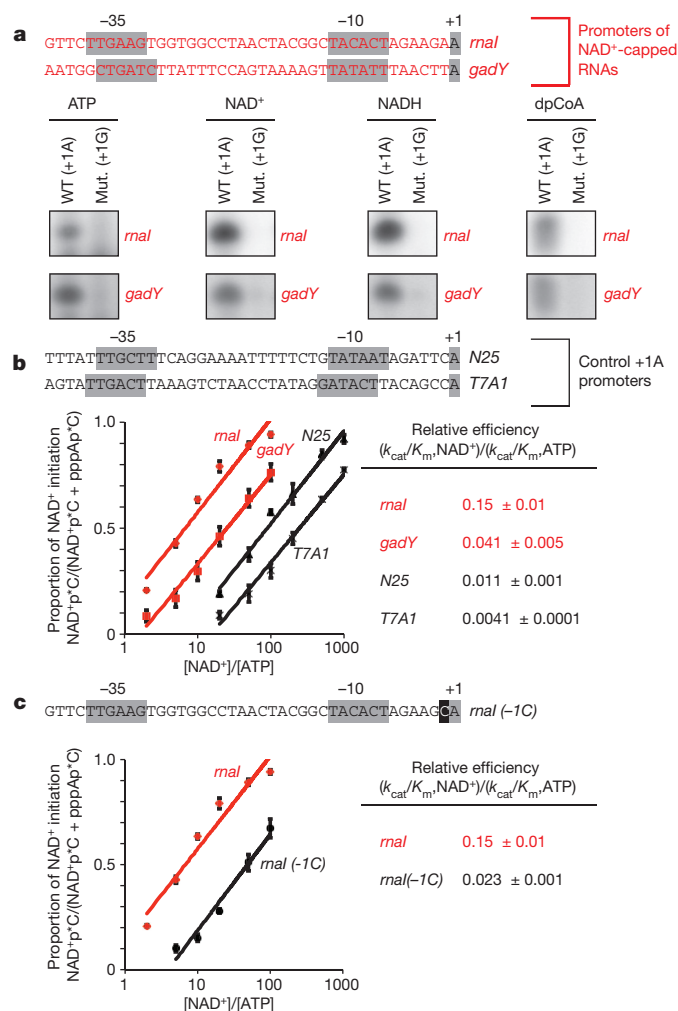 a
−35 −10 +1
GTTCTTGAAGTGGTGGCCTAACTACGGCTACACTAGAAGAA rnaI
AATGGCTGATCTTATTTCCAGTAAAAGTTATATTTAACTTA gadY
Promoters of
NAD+-capped
RNAs
ATP NAD+ NADH dpCoA
WT (+1A) Mut. (+1G) WT (+1A) Mut. (+1G) WT (+1A) Mut. (+1G) WT (+1A) Mut. (+1G)
rnaI rnaI rnaI rnaI
gadY gadY gadY gadY
b
−35 −10 +1
TTTATTTGCTTTCAGGAAAATTTTTCTGTATAATAGATTCA N25
AGTATTGACTTAAAGTCTAACCTATAGGATACTTACAGCCA T7A1
Control +1A
promoters
Proportion of NAD+ initiation
NAD+p*C/(NAD+p*C + pppAp*C)
1.0
0.5
0
1 10 100 1000
[NAD+]/[ATP]
rnaI
gadY
N25
T7A1
Relative efficiency
(kcat/Km,NAD+)/(kcat/Km,ATP)
rnaI 0.15 ± 0.01
gadY 0.041 ± 0.005
N25 0.011 ± 0.001
T7A1 0.0041 ± 0.0001
c
−35 −10 +1
GTTCTTGAAGTGGTGGCCTAACTACGGCTACACTAGAAGCA rnaI (-1C)
Proportion of NAD+ initiation
NAD+p*C/(NAD+p*C + pppAp*C)
1.0
0.5
0
1 10 100 1000
[NAD+]/[ATP]
rnaI
rnaI (-1C)
Relative efficiency
(kcat/Km,NAD+)/(kcat/Km,ATP)
rnaI 0.15 ± 0.01
rnaI(−1C) 0.023 ± 0.001